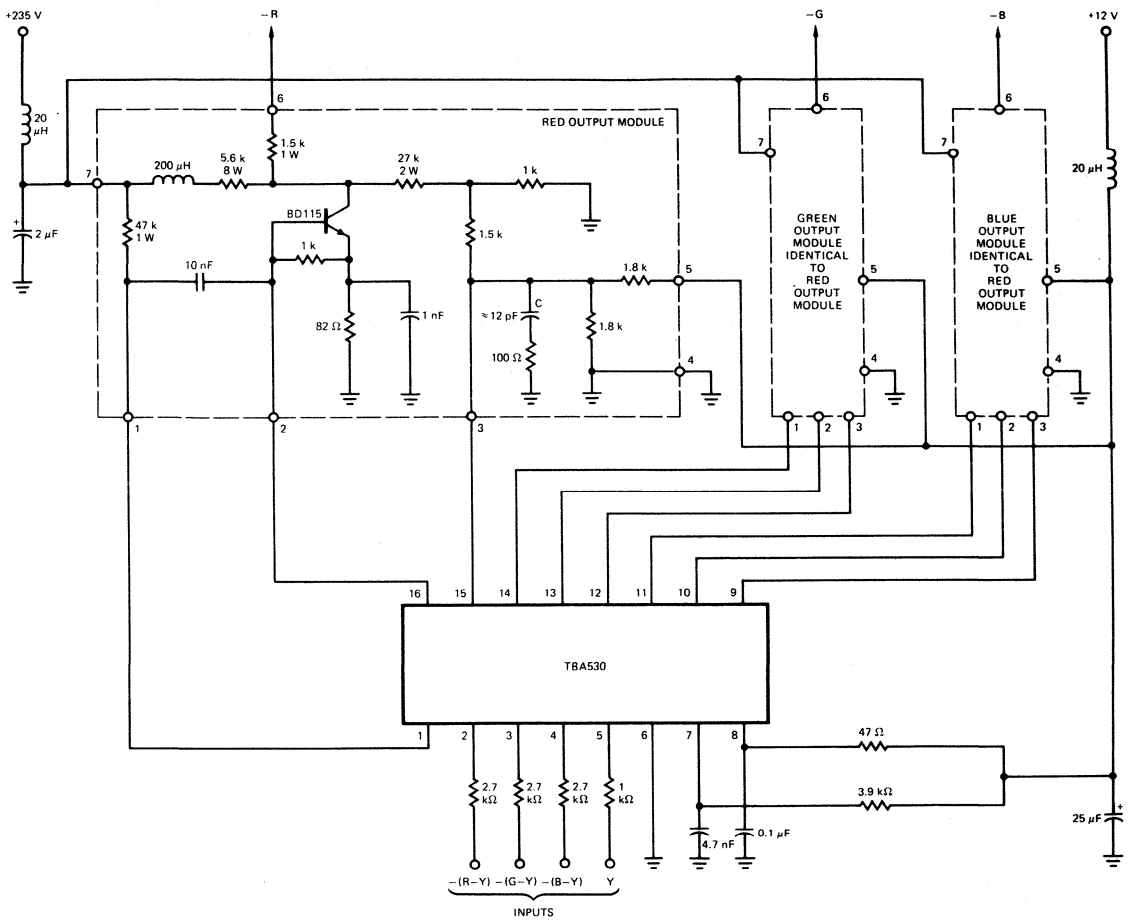 +235 V
−R
−G
−B
+12 V
20
μH
6
RED OUTPUT MODULE
1.5 k
1 W
7
200 μH
5.6 k
8 W
27 k
2 W
1 k
6
7
6
7
20 μH
+
2 μF
47 k
1 W
BD115
1 k
10 nF
1.5 k
1.8 k
5
82 Ω
1 nF
C
≈12 pF
100 Ω
1.8 k
4
GREEN
OUTPUT
MODULE
IDENTICAL
TO
RED
OUTPUT
MODULE
5
4
BLUE
OUTPUT
MODULE
IDENTICAL
TO
RED
OUTPUT
MODULE
5
4
1
2
3
1
2
3
1
2
3
16
15
14
13
12
11
10
9
TBA530
1
2
3
4
5
6
7
8
2.7
kΩ
2.7
kΩ
2.7
kΩ
1
kΩ
47 Ω
3.9 kΩ
4.7 nF
0.1 μF
25 μF
+
−(R−Y)
−(G−Y)
−(B−Y)
Y
INPUTS